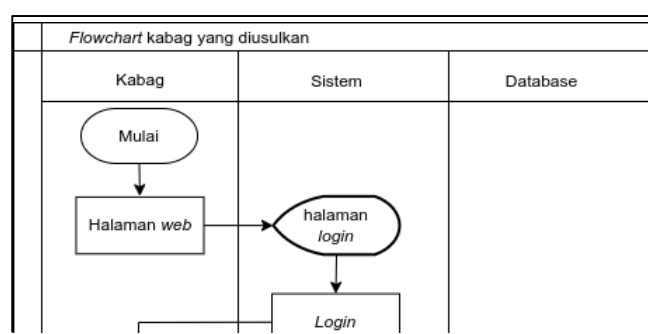 Flowchart kabag yang diusulkan
Kabag
Sistem
Database
Mulai
Halaman web
halaman
login
Login